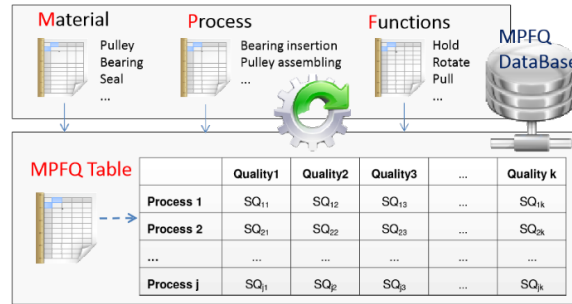 Material
Pulley
Bearing
Seal
...
Process
Bearing insertion
Pulley assembling
...
Functions
Hold
Rotate
Pull
...
MPFQ
DataBase
MPFQ Table
Quality1 Quality2 Quality3 ... Quality k
Process 1 SQ₁₁ SQ₁₂ SQ₁₃ ... SQ₁ₖ
Process 2 SQ₂₁ SQ₂₂ SQ₂₃ ... SQ₂ₖ
... ... ... ... ...
Process j SQⱼ₁ SQⱼ₂ SQⱼ₃ ... SQⱼₖ